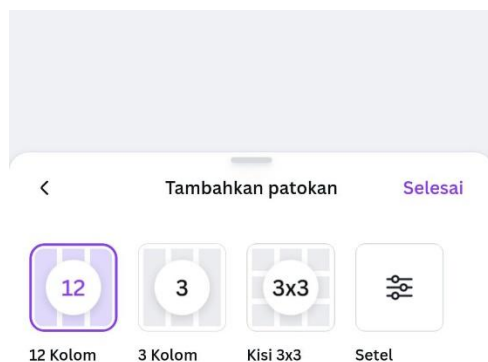 Tambahkan patokan Selesai
12 3 3x3
12 Kolom 3 Kolom Kisi 3x3 Setel